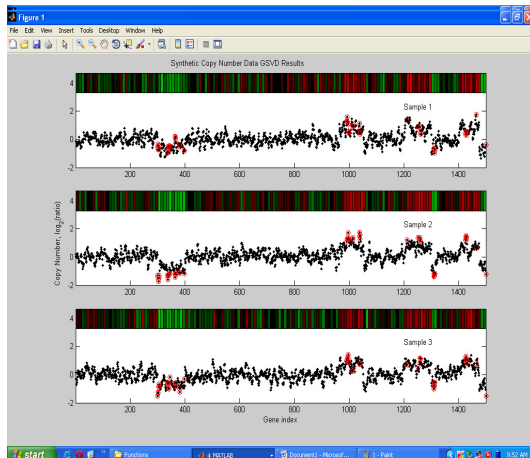 Figure 1
File Edit View Insert Tools Desktop Window Help
Synthetic Copy Number Data GSVD Results
4
2
0
-2
Sample 1
200 400 600 800 1000 1200 1400
4
2
0
-2
Sample 2
200 400 600 800 1000 1200 1400
4
2
0
-2
Sample 3
200 400 600 800 1000 1200 1400
Copy Number, log2(ratio)
Gene index
start
Functions
4 MATLAB
Document1 - Microsof...
1 - Paint
9:52 AM